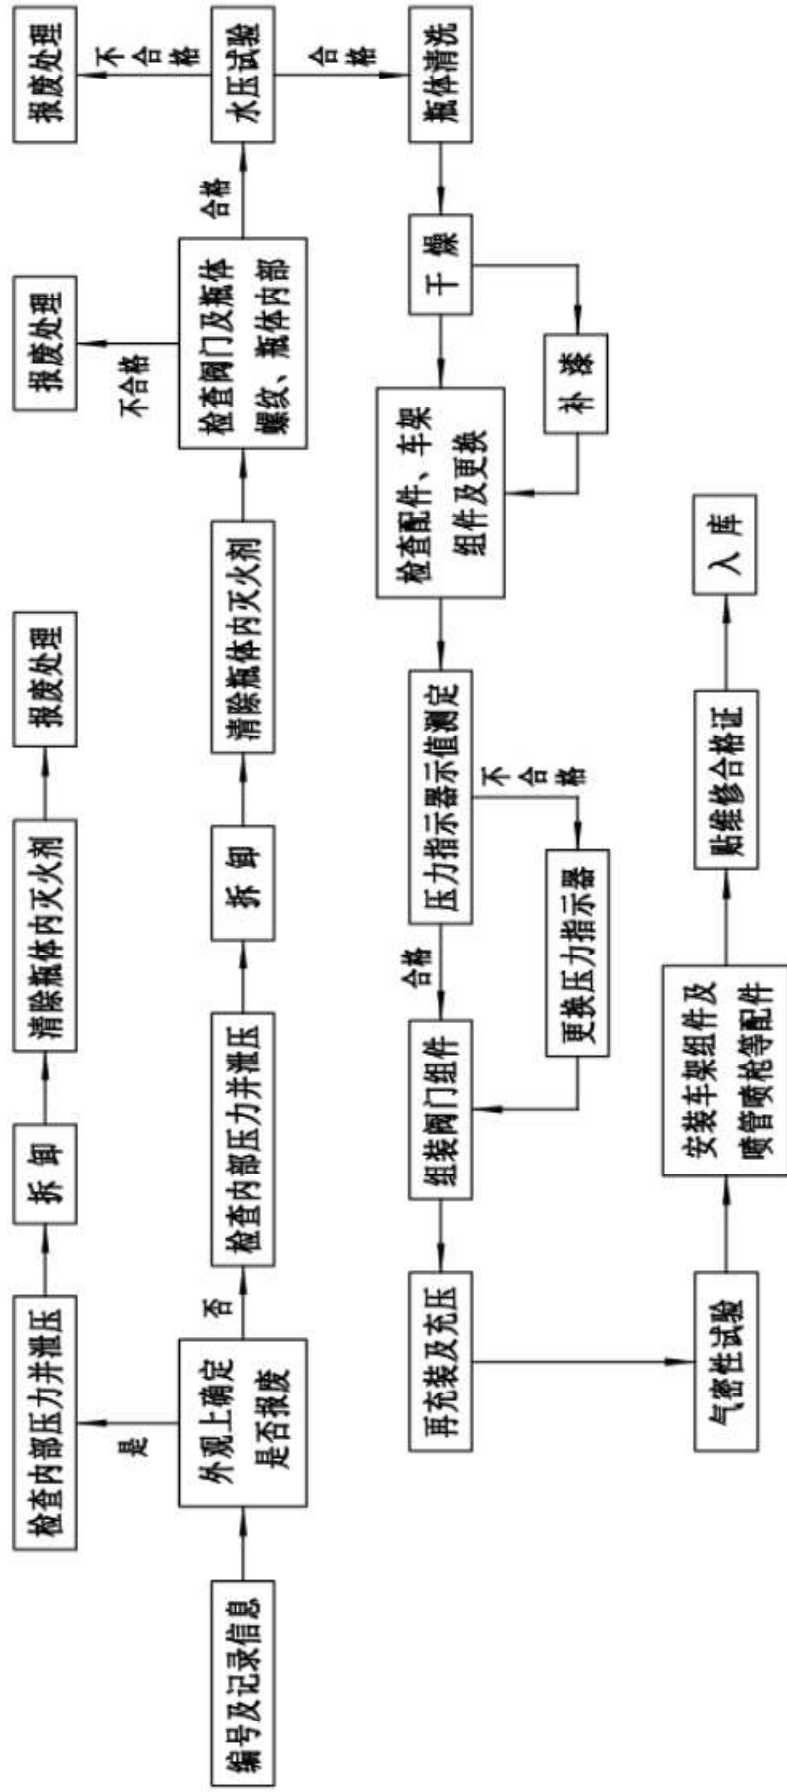 编号及记录信息
外观上确定
是否报废
是
检查内部压力并泄压
拆卸
清除瓶体内灭火剂
报废处理
否
检查内部压力并泄压
拆卸
清除瓶体内灭火剂
检查阀门及瓶体
螺纹、瓶体内部
不合格
报废处理
合格
水压试验
不合格
报废处理
合格
瓶体清洗
干燥
补漆
检查配件、车架
组件及更换
压力指示器示值测定
不合格
更换压力指示器
合格
组装阀门组件
再充装及充压
气密性试验
安装车架组件及
喷管喷枪等配件
贴维修合格证
入库